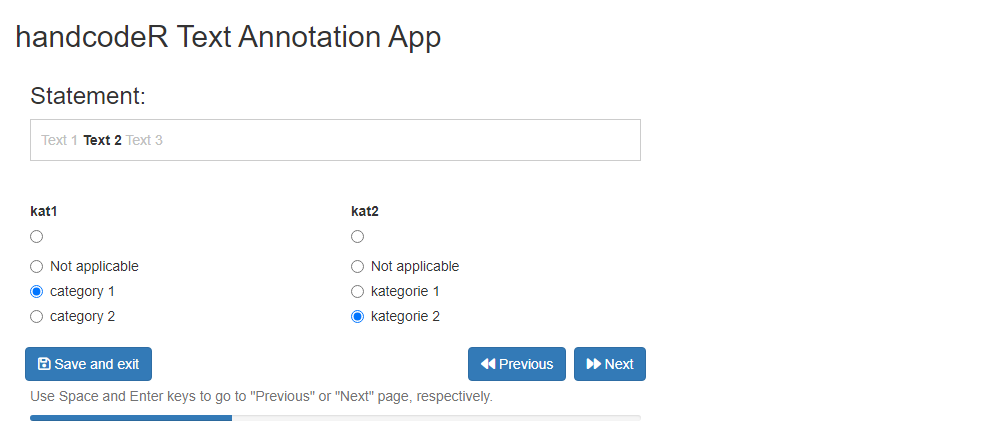 handcodeR Text Annotation App
Statement:
Text 1 Text 2 Text 3
kat1 kat2
Not applicable Not applicable
category 1 kategorie 1
category 2 kategorie 2
Save and exit Previous Next
Use Space and Enter keys to go to "Previous" or "Next" page, respectively.